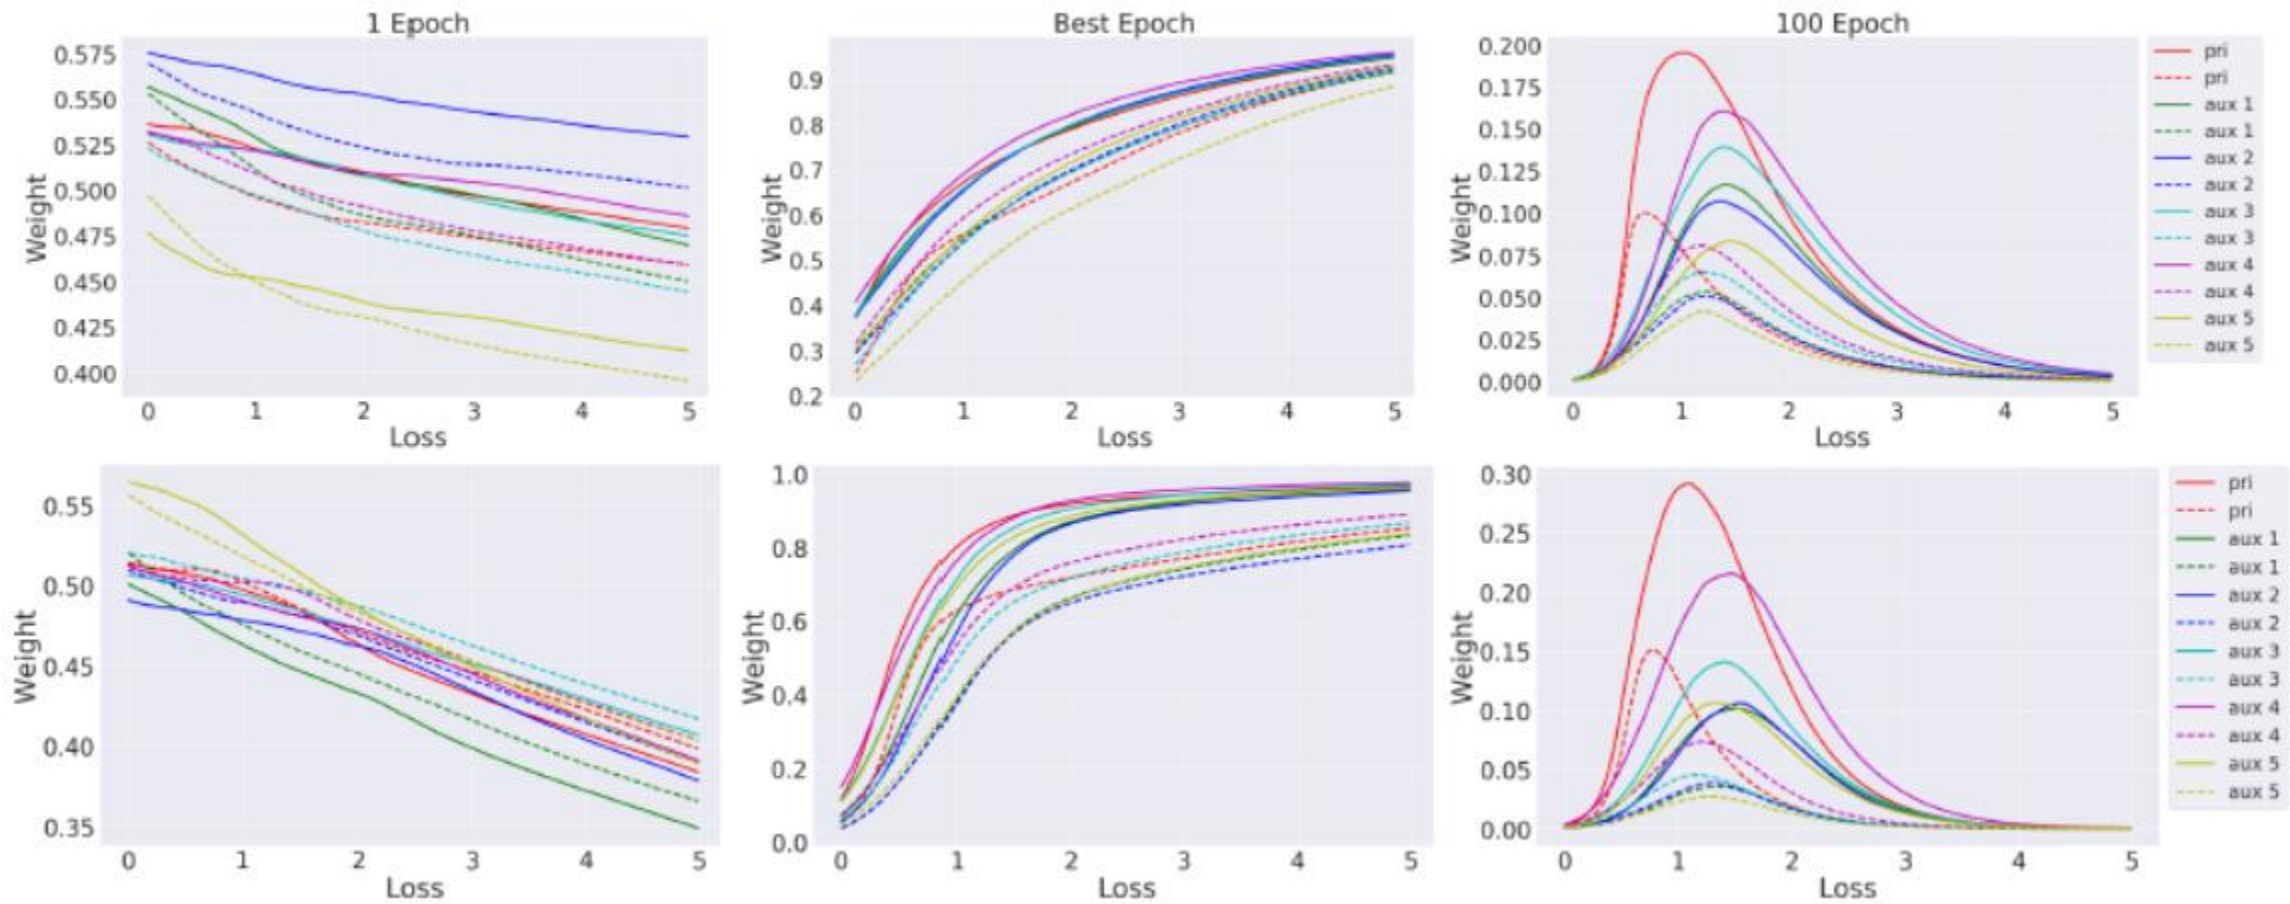 1 Epoch
0.575
0.550
0.525
0.500
0.475
0.450
0.425
0.400
Weight
0 1 2 3 4 5
Loss
Best Epoch
0.9
0.8
0.7
0.6
0.5
0.4
0.3
0.2
Weight
0 1 2 3 4 5
Loss
100 Epoch
0.200
0.175
0.150
0.125
0.100
0.075
0.050
0.025
0.000
Weight
0 1 2 3 4 5
Loss
pri
pri
aux 1
aux 1
aux 2
aux 2
aux 3
aux 3
aux 4
aux 4
aux 5
aux 5
0.55
0.50
0.45
0.40
0.35
Weight
0 1 2 3 4 5
Loss
1.0
0.8
0.6
0.4
0.2
0.0
Weight
0 1 2 3 4 5
Loss
0.30
0.25
0.20
0.15
0.10
0.05
0.00
Weight
0 1 2 3 4 5
Loss
pri
pri
aux 1
aux 1
aux 2
aux 2
aux 3
aux 3
aux 4
aux 4
aux 5
aux 5